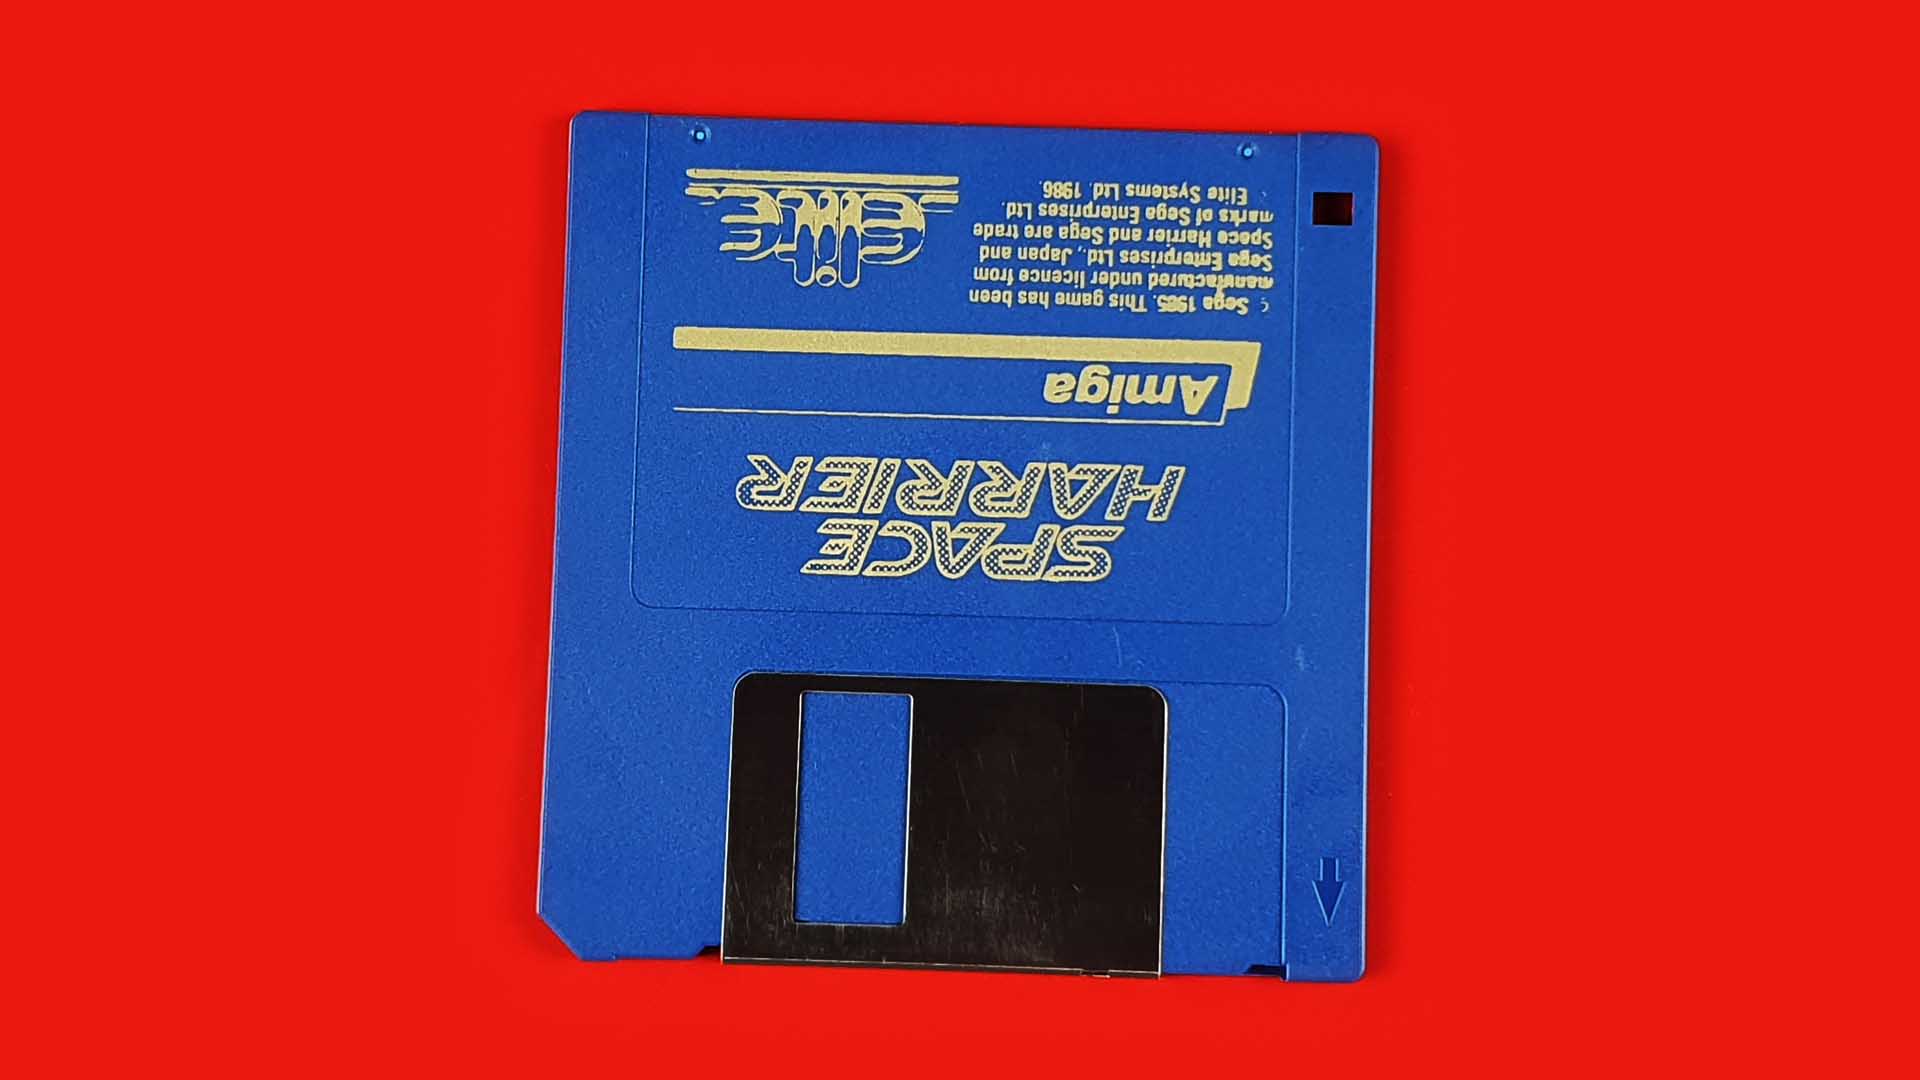 SPACE
HARRIER
Amiga
© Sega 1985. This game has been
manufactured under licence from
Sega Enterprises Ltd., Japan and
Space Harrier and Sega are trade
marks of Sega Enterprises Ltd.
© Elite Systems Ltd. 1986.
elite